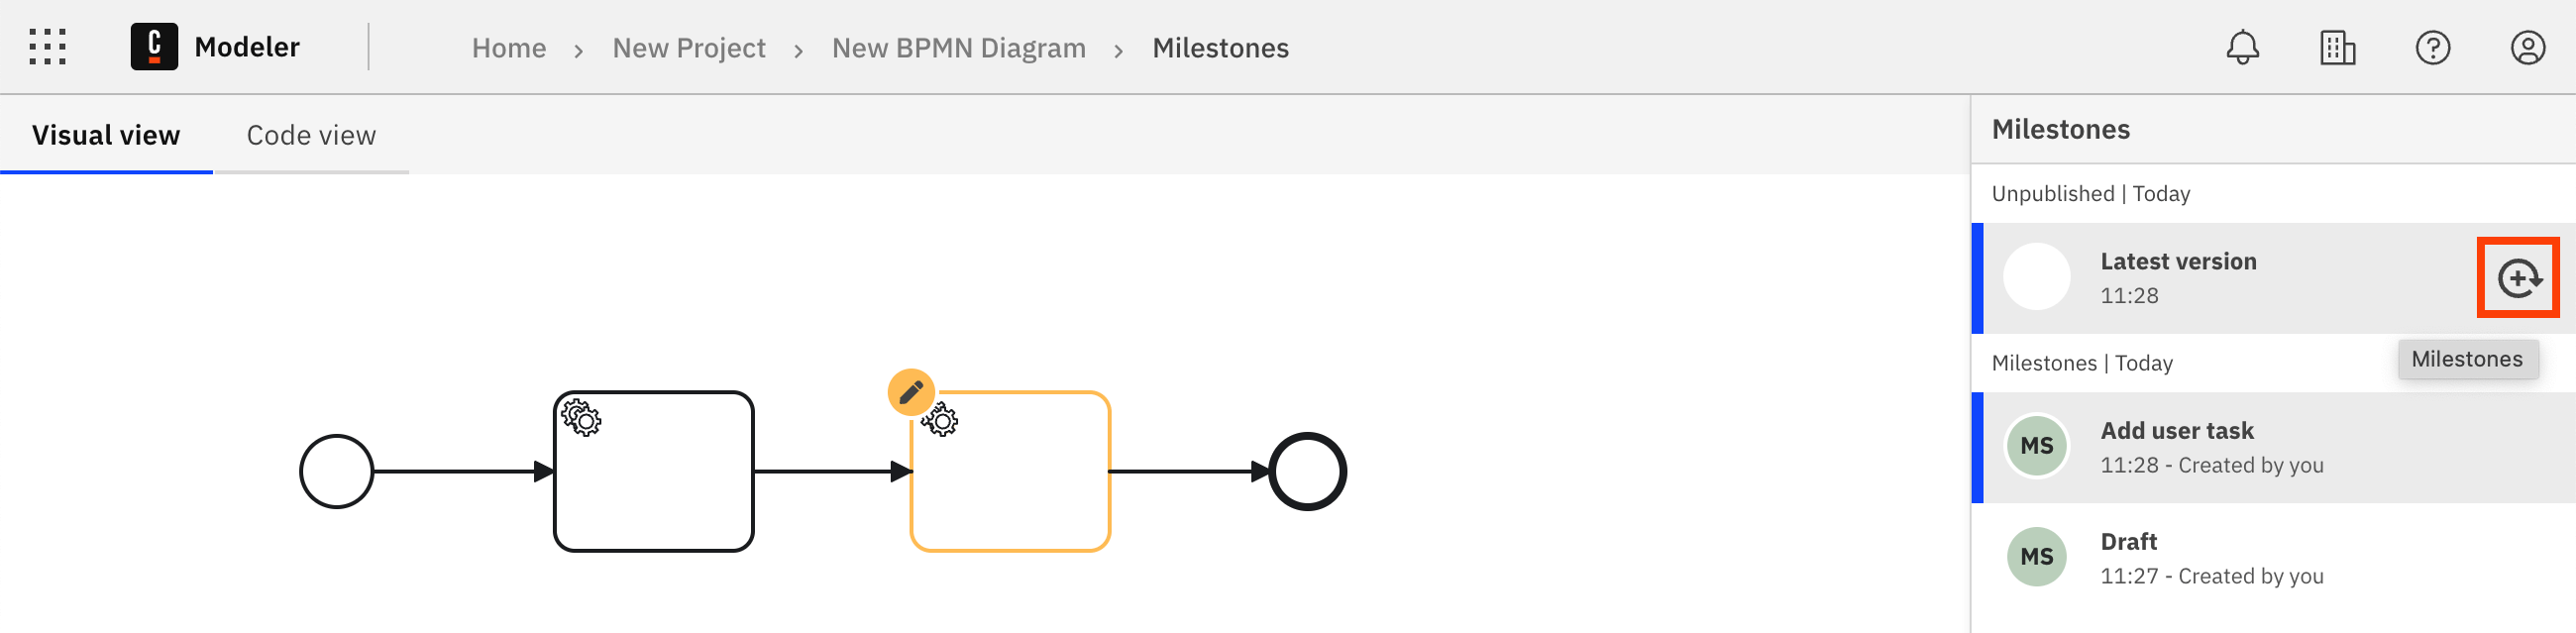 C Modeler Home › New Project › New BPMN Diagram › Milestones
Visual view Code view
Milestones
Unpublished | Today
Latest version
11:28
Milestones | Today
Milestones
MS Add user task
11:28 - Created by you
MS Draft
11:27 - Created by you